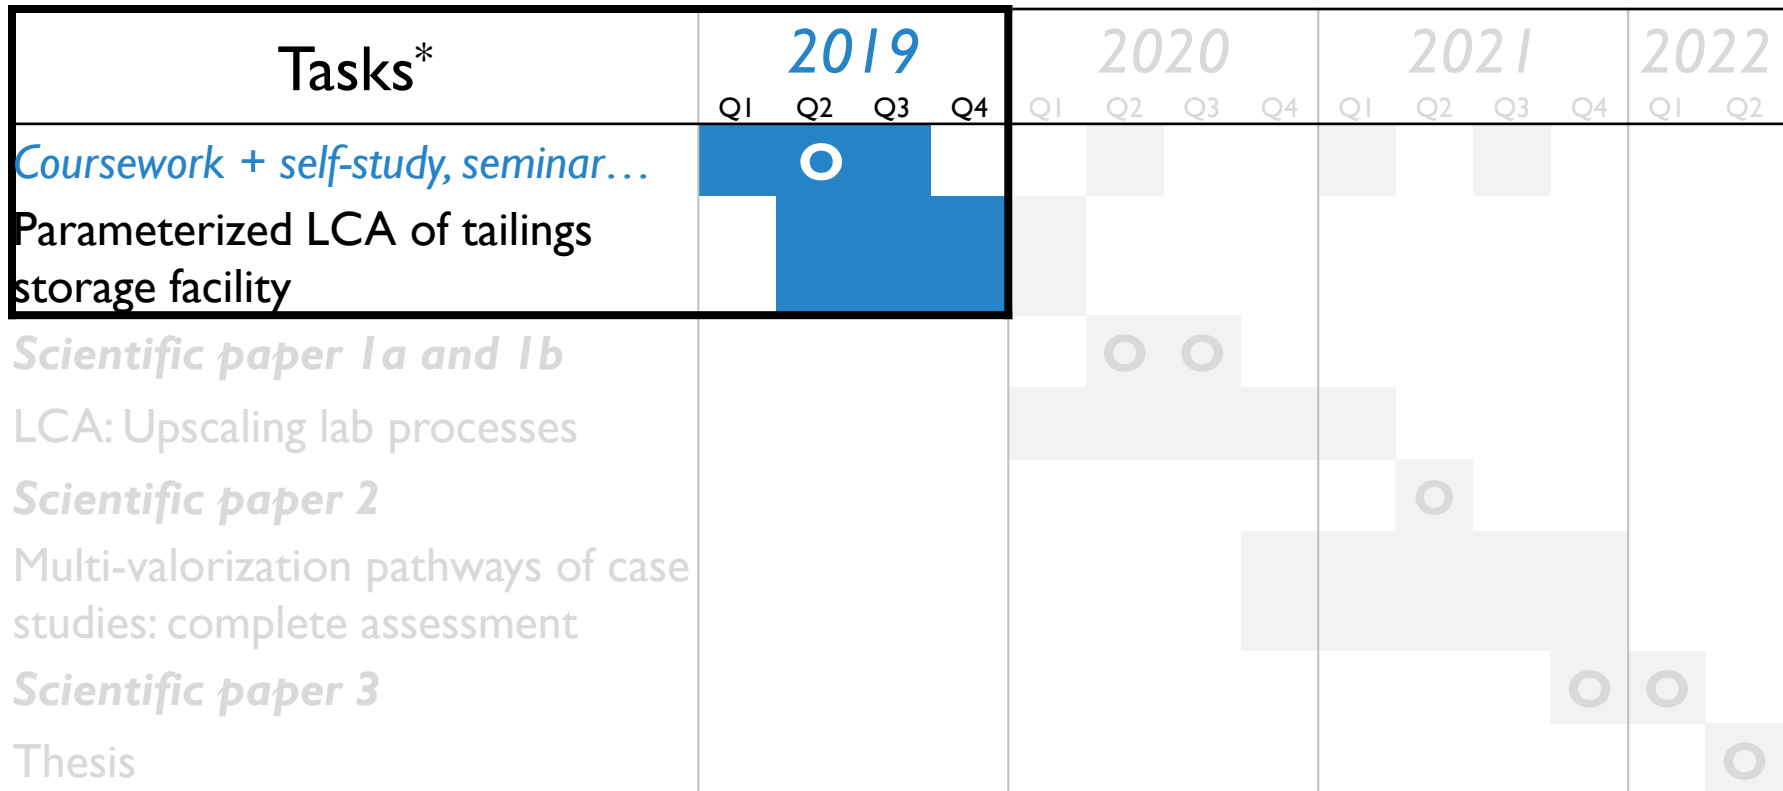 Tasks* 2019 2020 2021 2022
Q1 Q2 Q3 Q4 Q1 Q2 Q3 Q4 Q1 Q2 Q3 Q4 Q1 Q2
Coursework + self-study, seminar…
Parameterized LCA of tailings
storage facility
Scientific paper 1a and 1b
LCA: Upscaling lab processes
Scientific paper 2
Multi-valorization pathways of case
studies: complete assessment
Scientific paper 3
Thesis